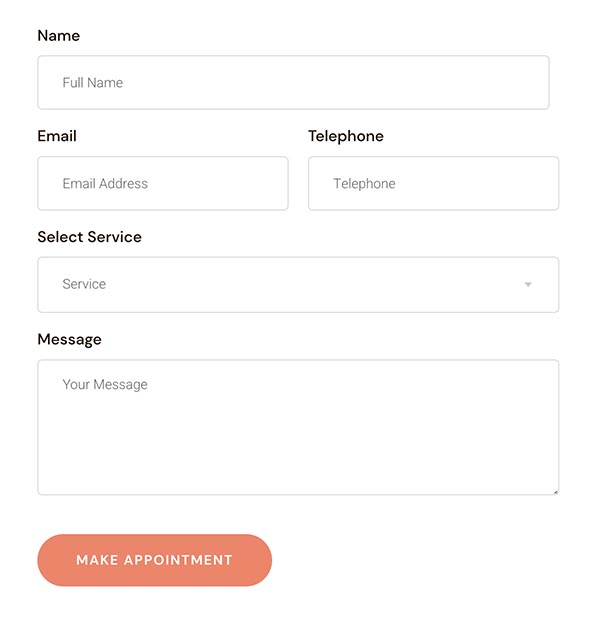 Name
Full Name
Email Telephone
Email Address Telephone
Select Service
Service
Message
Your Message
MAKE APPOINTMENT